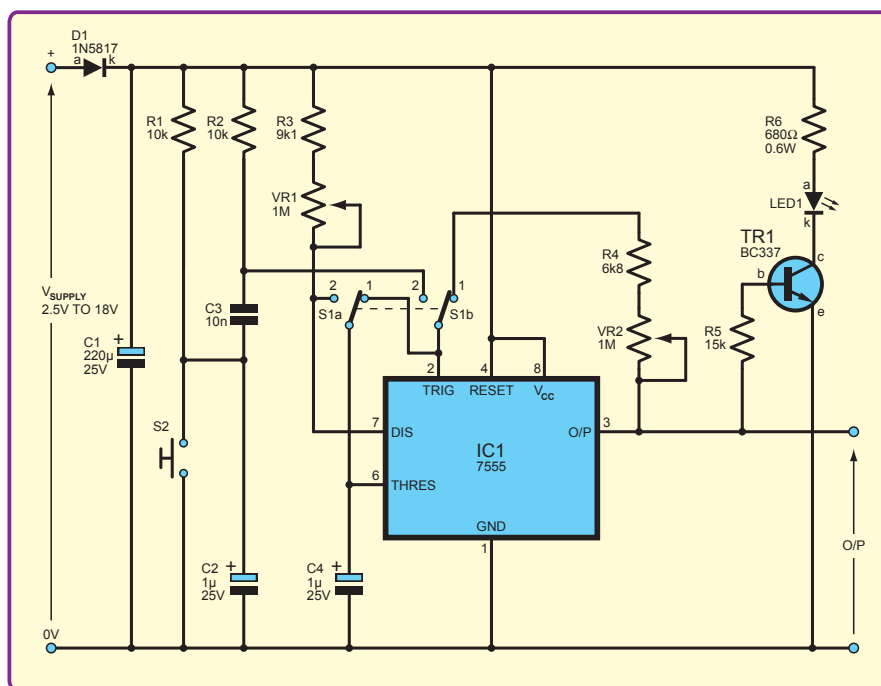 D1
1N5817
a
k
+
R1
10k
R2
10k
R3
9k1
R6
680Ω
0.6W
VR1
1M
a
LED1
k
TR1
BC337
c
b
e
R4
6k8
2
1
2
1
S1a
S1b
VSUPPLY
2.5V TO 18V
C3
10n
VR2
1M
R5
15k
+
C1
220µ
25V
2
4
8
TRIG
RESET
VCC
S2
7
DIS
O/P
3
IC1
7555
6
THRES
GND
1
O/P
C2
1µ
25V
+
C4
1µ
25V
+
0V